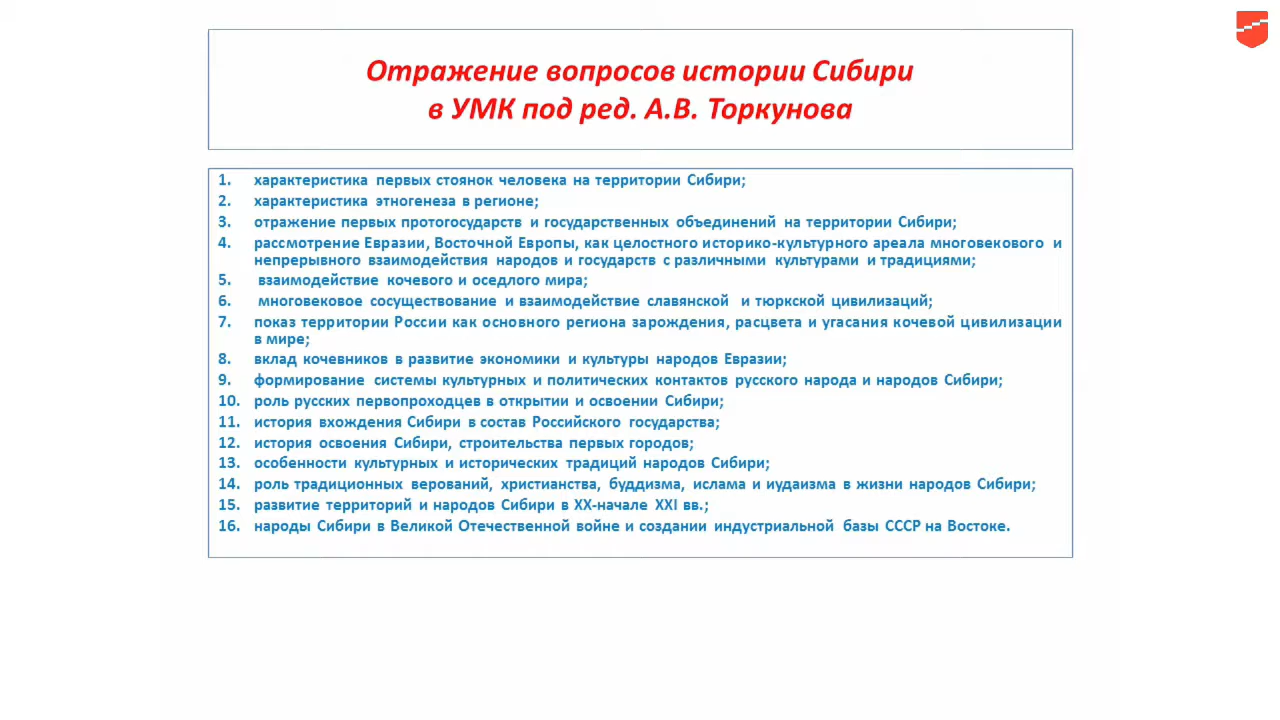 Отражение вопросов истории Сибири
в УМК под ред. А.В. Торкунова
1. характеристика первых стоянок человека на территории Сибири;
2. характеристика этногенеза в регионе;
3. отражение первых протогосударств и государственных объединений на территории Сибири;
4. рассмотрение Евразии, Восточной Европы, как целостного историко-культурного ареала многовекового и
непрерывного взаимодействия народов и государств с различными культурами и традициями;
5. взаимодействие кочевого и оседлого мира;
6. многовековое сосуществование и взаимодействие славянской и тюркской цивилизаций;
7. показ территории России как основного региона зарождения, расцвета и угасания кочевой цивилизации
в мире;
8. вклад кочевников в развитие экономики и культуры народов Евразии;
9. формирование системы культурных и политических контактов русского народа и народов Сибири;
10. роль русских первопроходцев в открытии и освоении Сибири;
11. история вхождения Сибири в состав Российского государства;
12. история освоения Сибири, строительства первых городов;
13. особенности культурных и исторических традиций народов Сибири;
14. роль традиционных верований, христианства, буддизма, ислама и иудаизма в жизни народов Сибири;
15. развитие территорий и народов Сибири в XX-начале XXI вв.;
16. народы Сибири в Великой Отечественной войне и создании индустриальной базы СССР на Востоке.